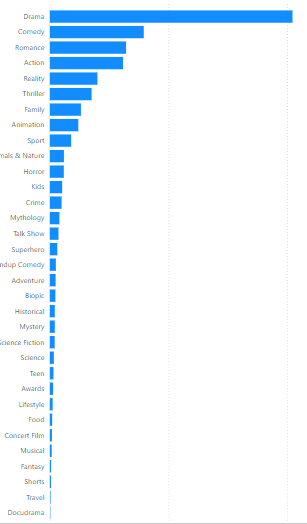 Drama
Comedy
Romance
Action
Reality
Thriller
Family
Animation
Sport
mals & Nature
Horror
Kids
Crime
Mythology
Talk Show
Superhero
ndup Comedy
Adventure
Biopic
Historical
Mystery
Science Fiction
Science
Teen
Awards
Lifestyle
Food
Concert Film
Musical
Fantasy
Shorts
Travel
Docudrama